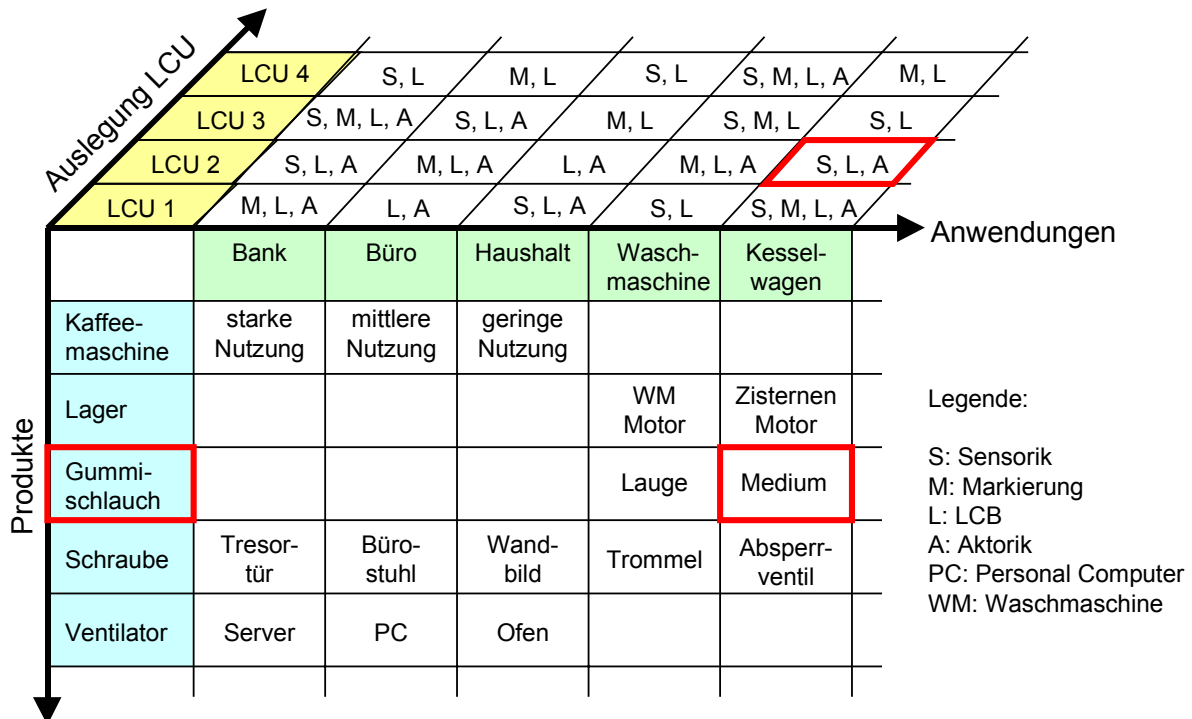 Auslegung LCU
LCU 4 S, L M, L S, L S, M, L, A M, L
LCU 3 S, M, L, A S, L, A M, L S, M, L S, L
LCU 2 S, L, A M, L, A L, A M, L, A S, L, A
LCU 1 M, L, A L, A S, L, A S, L S, M, L, A
Anwendungen
Bank Büro Haushalt Wasch-
maschine Kessel-
wagen
Produkte
Kaffee-
maschine
starke
Nutzung
mittlere
Nutzung
geringe
Nutzung
Lager
WM
Motor
Zisternen
Motor
Gummi-
schlauch
Lauge
Medium
Schraube
Tresor-
tür
Büro-
stuhl
Wand-
bild
Trommel
Absperr-
ventil
Ventilator
Server
PC
Ofen
Legende:
S: Sensorik
M: Markierung
L: LCB
A: Aktorik
PC: Personal Computer
WM: Waschmaschine